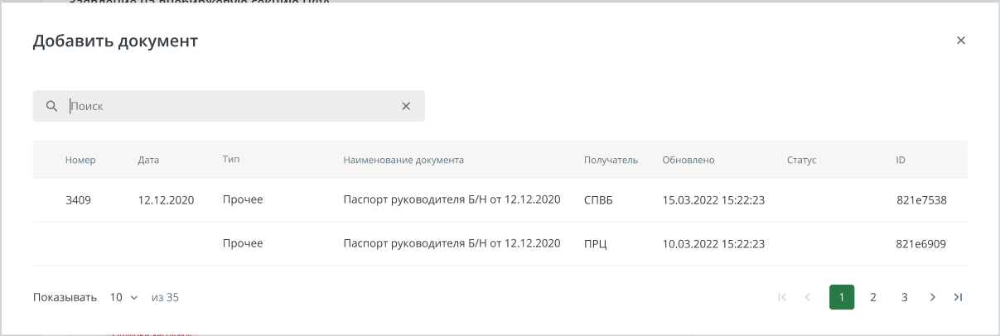 Добавить документ
Поиск
Номер Дата Тип Наименование документа Получатель Обновлено Статус ID
3409 12.12.2020 Прочее Паспорт руководителя Б/Н от 12.12.2020 СПВБ 15.03.2022 15:22:23 821e7538
Прочее Паспорт руководителя Б/Н от 12.12.2020 ПРЦ 10.03.2022 15:22:23 821e6909
Показывать 10 из 35 1 2 3